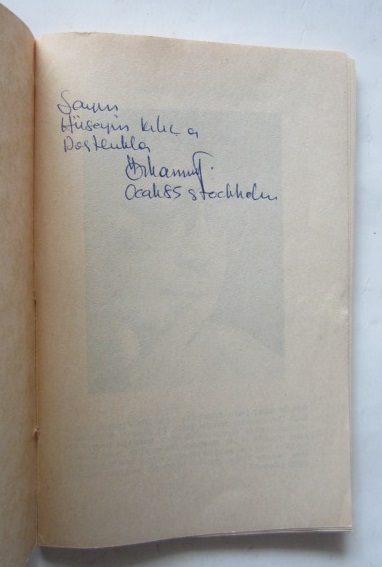 Sayın
Hüseyin Kılıç a
Dostlukla
Ocak 85 Stockholm